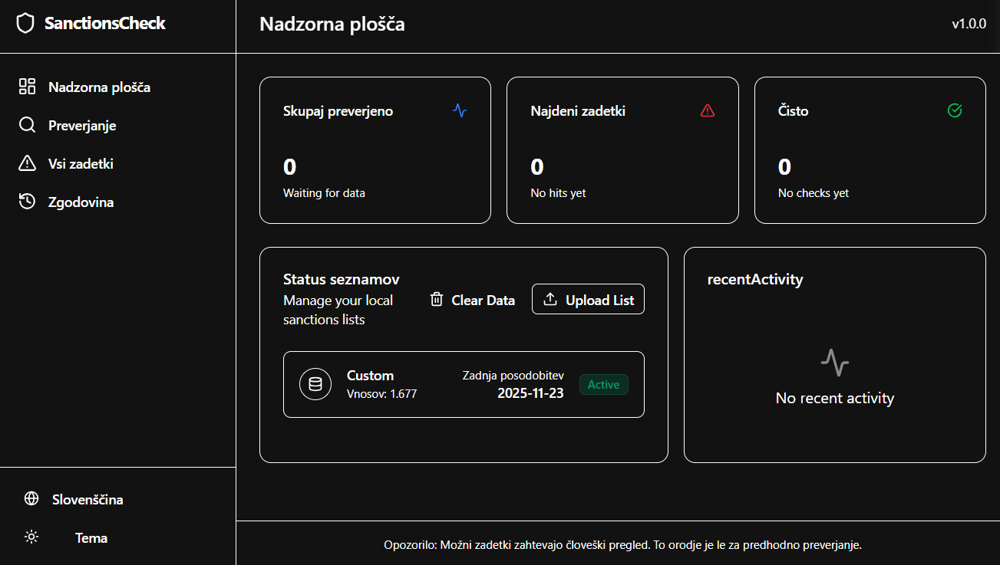 SanctionsCheck
Nadzorna plošča
Preverjanje
Vsi zadetki
Zgodovina
Slovenščina
Tema
Nadzorna plošča
v1.0.0
Skupaj preverjeno
0
Waiting for data
Najdeni zadetki
0
No hits yet
Čisto
0
No checks yet
Status seznamov
Manage your local
sanctions lists
Clear Data
Upload List
Custom
Vnosov: 1.677
Zadnja posodobitev
2025-11-23
Active
recentActivity
No recent activity
Opozorilo: Možni zadetki zahtevajo človeški pregled. To orodje je le za predhodno preverjanje.